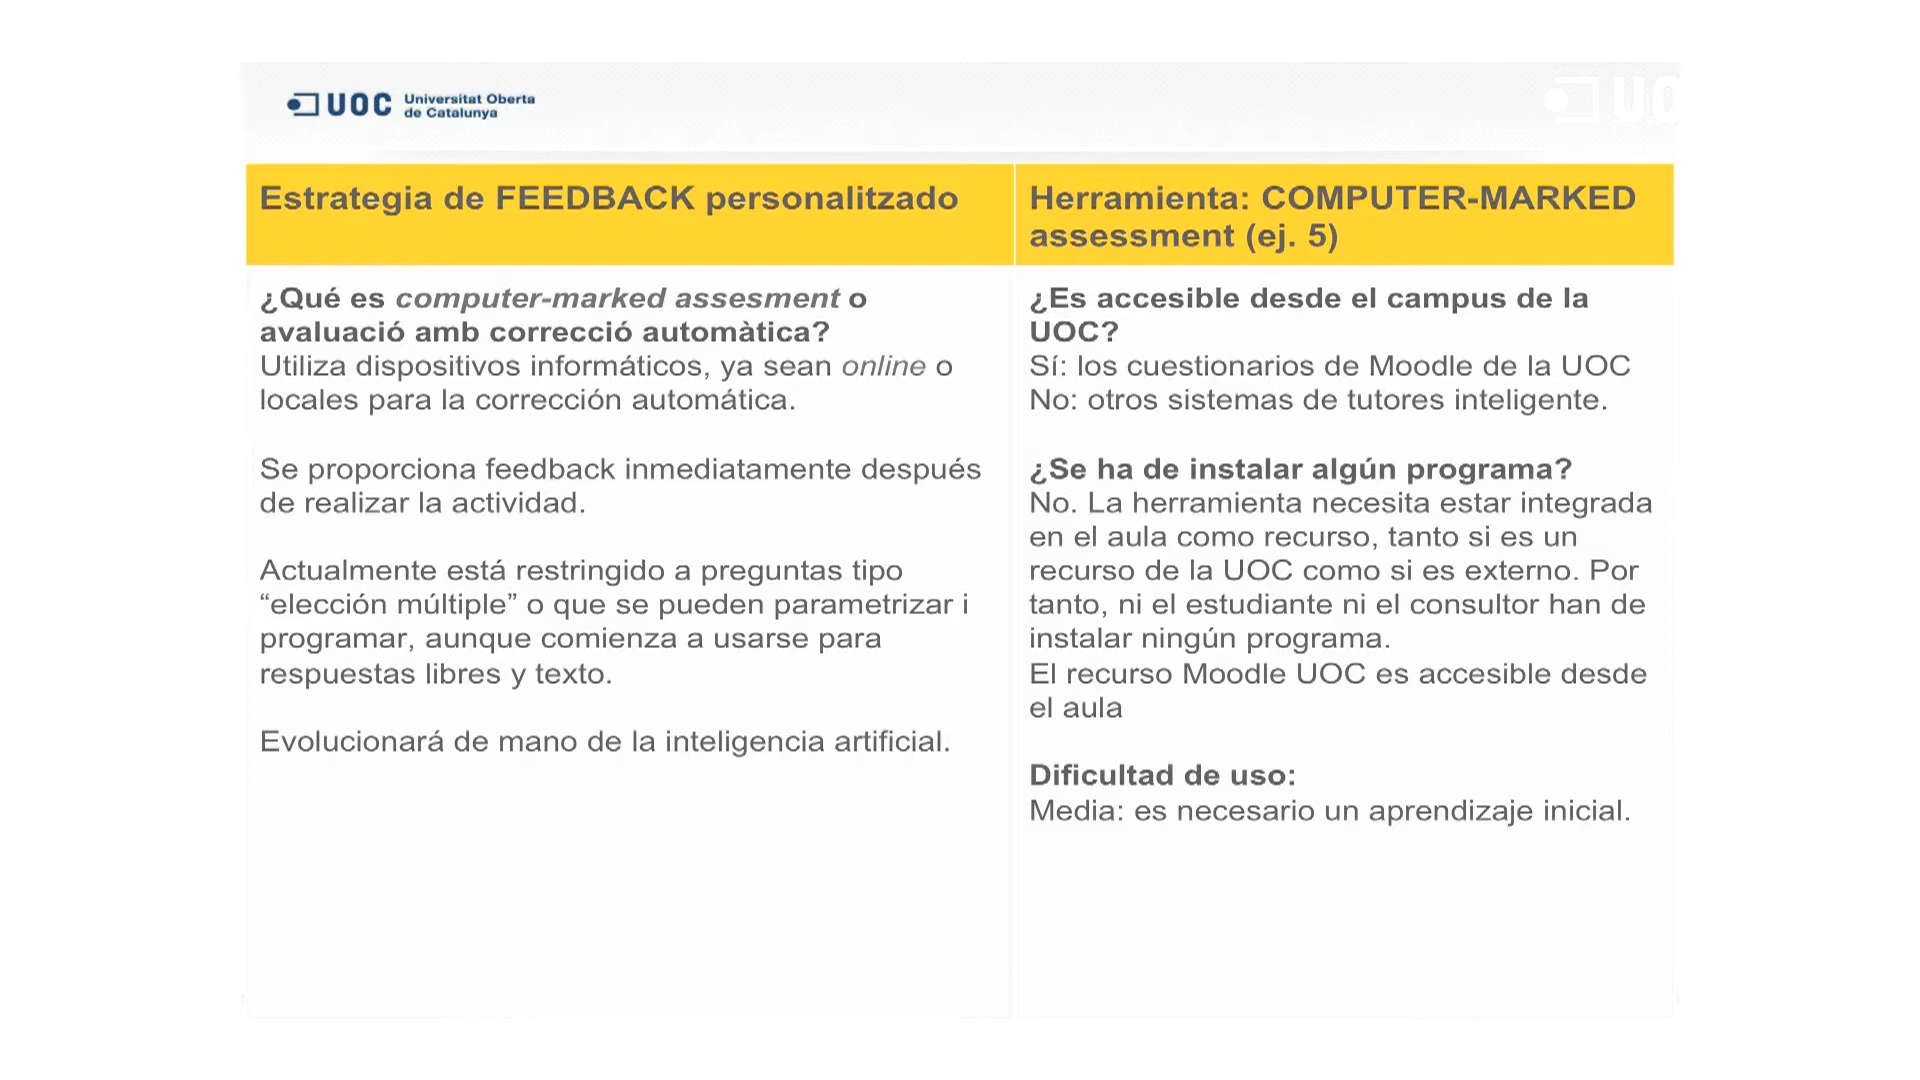 UOC Universitat Oberta
de Catalunya
UO
Estrategia de FEEDBACK personalitzado
Herramienta: COMPUTER-MARKED
assessment (ej. 5)
¿Qué es computer-marked assesment o
avaluació amb correcció automàtica?
Utiliza dispositivos informáticos, ya sean online o
locales para la corrección automática.
Se proporciona feedback inmediatamente después
de realizar la actividad.
Actualmente está restringido a preguntas tipo
“elección múltiple” o que se pueden parametrizar i
programar, aunque comienza a usarse para
respuestas libres y texto.
Evolucionará de mano de la inteligencia artificial.
¿Es accesible desde el campus de la
UOC?
Sí: los cuestionarios de Moodle de la UOC
No: otros sistemas de tutores inteligente.
¿Se ha de instalar algún programa?
No. La herramienta necesita estar integrada
en el aula como recurso, tanto si es un
recurso de la UOC como si es externo. Por
tanto, ni el estudiante ni el consultor han de
instalar ningún programa.
El recurso Moodle UOC es accesible desde
el aula
Dificultad de uso:
Media: es necesario un aprendizaje inicial.